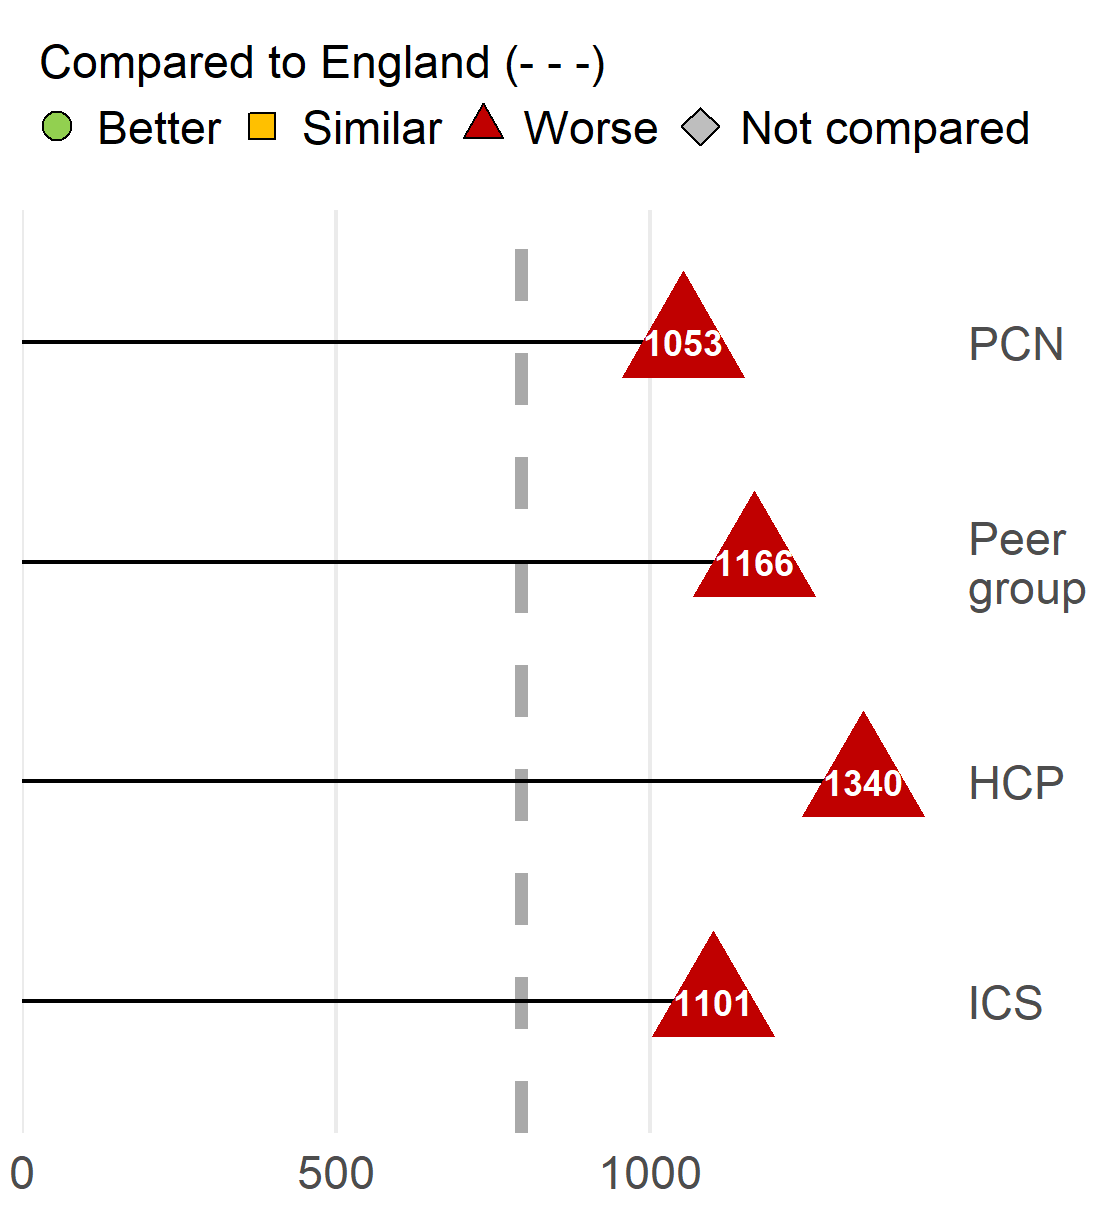 Compared to England (- - -)
Better Similar Worse Not compared
1053 PCN
1166 Peer
group
1340 HCP
1101 ICS
0 500 1000